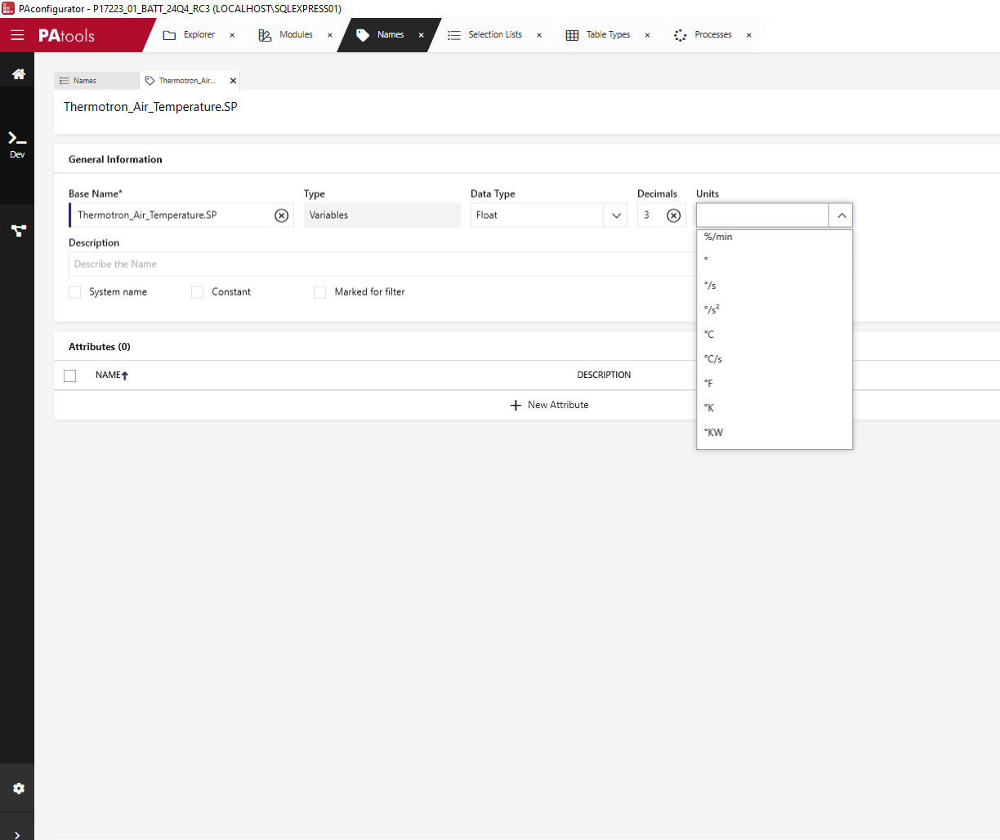 PAconfigurator - P17223_01_BATT_24Q4_RC3 (LOCALHOST\SQLEXPRESS01)
PAtools Explorer × Modules × Names × Selection Lists × Table Types × Processes ×
Names Thermotron_Air... ×
Thermotron_Air_Temperature.SP
Dev
General Information
Base Name* Type Data Type Decimals Units
Thermotron_Air_Temperature.SP Variables Float 3
%/min
Description
Describe the Name
°
°/s
System name Constant Marked for filter
°/s²
°C
Attributes (0)
°C/s
NAME DESCRIPTION
°F
New Attribute
°K
°KW